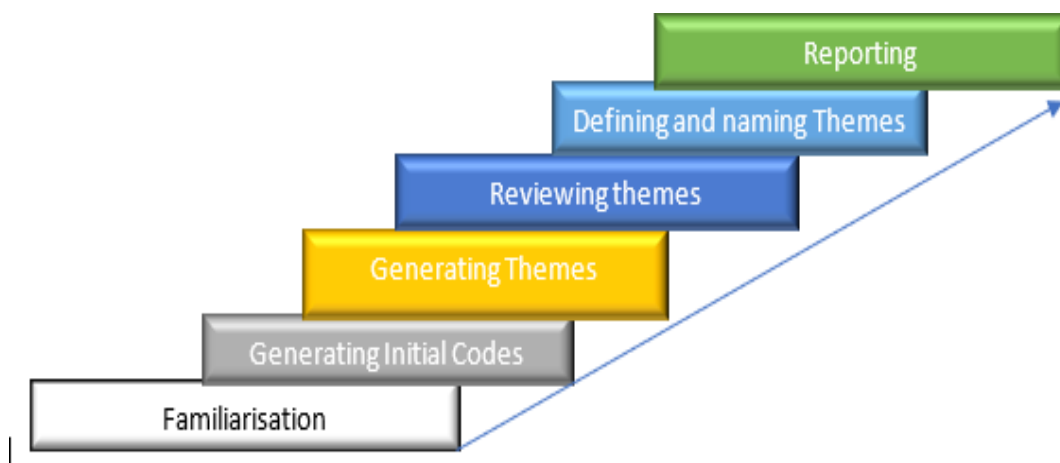 Reporting
Defining and naming Themes
Reviewing themes
Generating Themes
Generating Initial Codes
Familiarisation